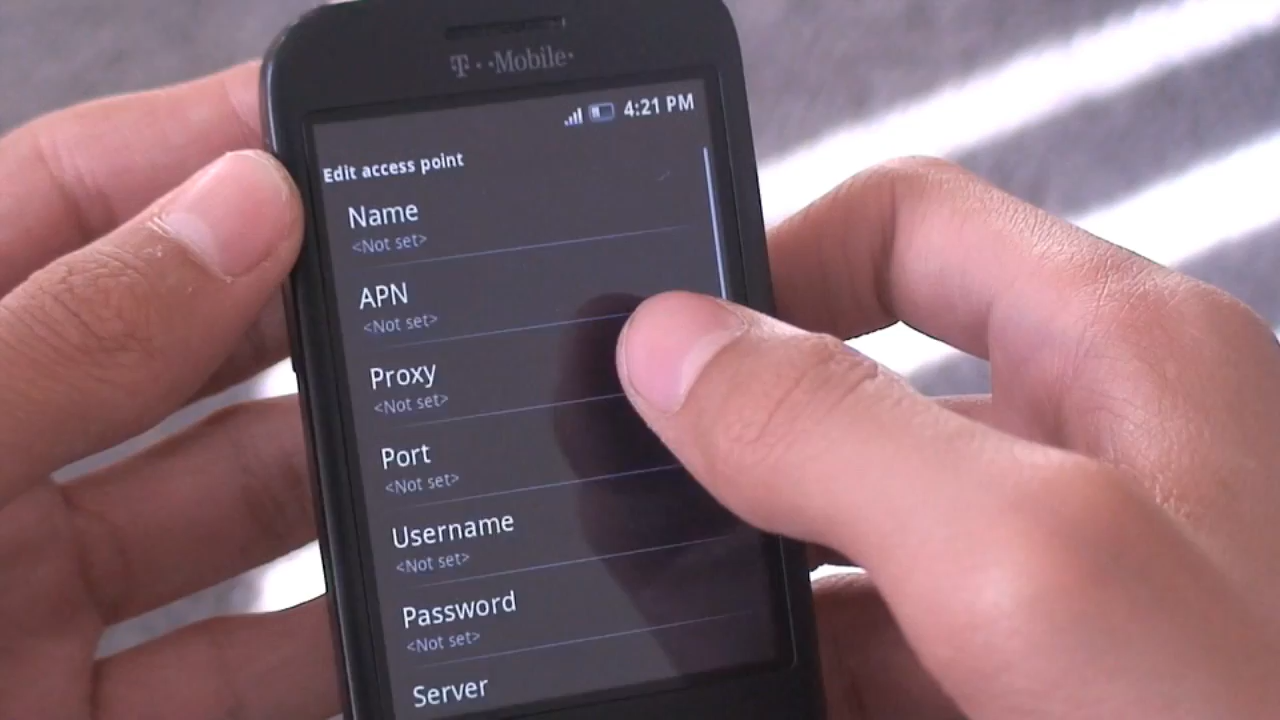 T··Mobile·
4:21 PM
Edit access point
Name
<Not set>
APN
<Not set>
Proxy
<Not set>
Port
<Not set>
Username
<Not set>
Password
<Not set>
Server